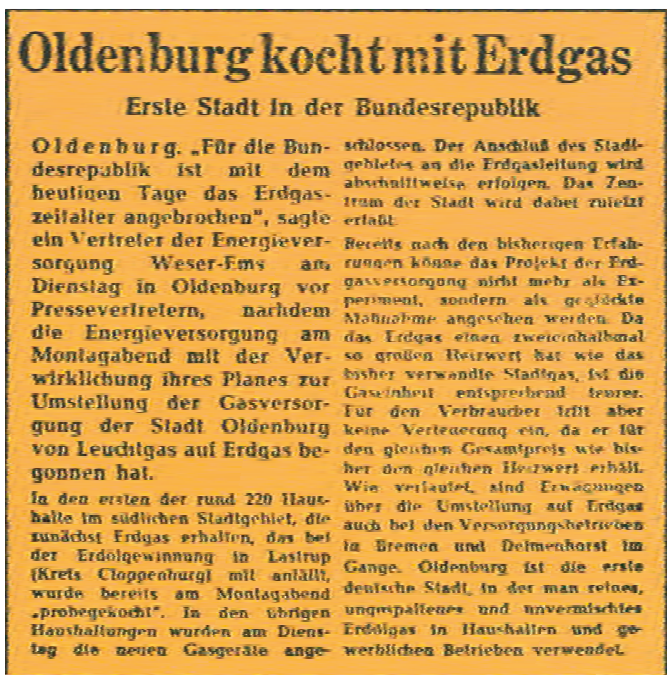 Oldenburg kocht mit Erdgas
Erste Stadt in der Bundesrepublik
Oldenburg. „Für die Bun-
desrepublik ist mit dem
heutigen Tage das Erdgas-
zeitalter angebrochen", sagte
ein Vertreter der Energiever-
sorgung Weser-Ems am
Dienstag in Oldenburg vor
Pressevertretern, nachdem
die Energieversorgung am
Montagabend mit der Ver-
wirklichung ihres Planes zur
Umstellung der Gasversor-
gung der Stadt Oldenburg
von Leuchtgas auf Erdgas be-
gonnen hat.
In den ersten der rund 220 Haus-
halte im südlichen Stadtgebiet, die
zunächst Erdgas erhalten, das bei
der Erdölgewinnung in Lastrup
(Kreis Cloppenburg) mit anfällt,
wurde bereits am Montagabend
„probegekocht". In den übrigen
Haushaltungen wurden am Diens-
tag die neuen Gasgeräte ange-
schlossen. Der Anschluß des Stadt-
gebietes an die Erdgasleitung wird
abschnittweise erfolgen. Das Zen-
trum der Stadt wird dabei zuletzt
erfaßt.
Bereits nach den bisherigen Erfah-
rungen könne das Projekt der Erd-
gasversorgung nicht mehr als Ex-
periment, sondern als geglückte
Maßnahme angesehen werden. Da
das Erdgas einen zweieinhalbmal
so großen Heizwert hat wie das
bisher verwandte Stadtgas, ist die
Gaseinheit entsprechend teurer.
Für den Verbraucher tritt aber
keine Verteuerung ein, da er für
den gleichen Gesamtpreis wie bis-
her den gleichen Heizwert erhält.
Wie verlautet, sind Erwägungen
über die Umstellung auf Erdgas
auch bei den Versorgungsbetrieben
in Bremen und Delmenhorst im
Gange. Oldenburg ist die erste
deutsche Stadt, in der man reines,
ungespaltenes und unvermischtes
Erdölgas in Haushalten und ge-
werblichen Betrieben verwendet.